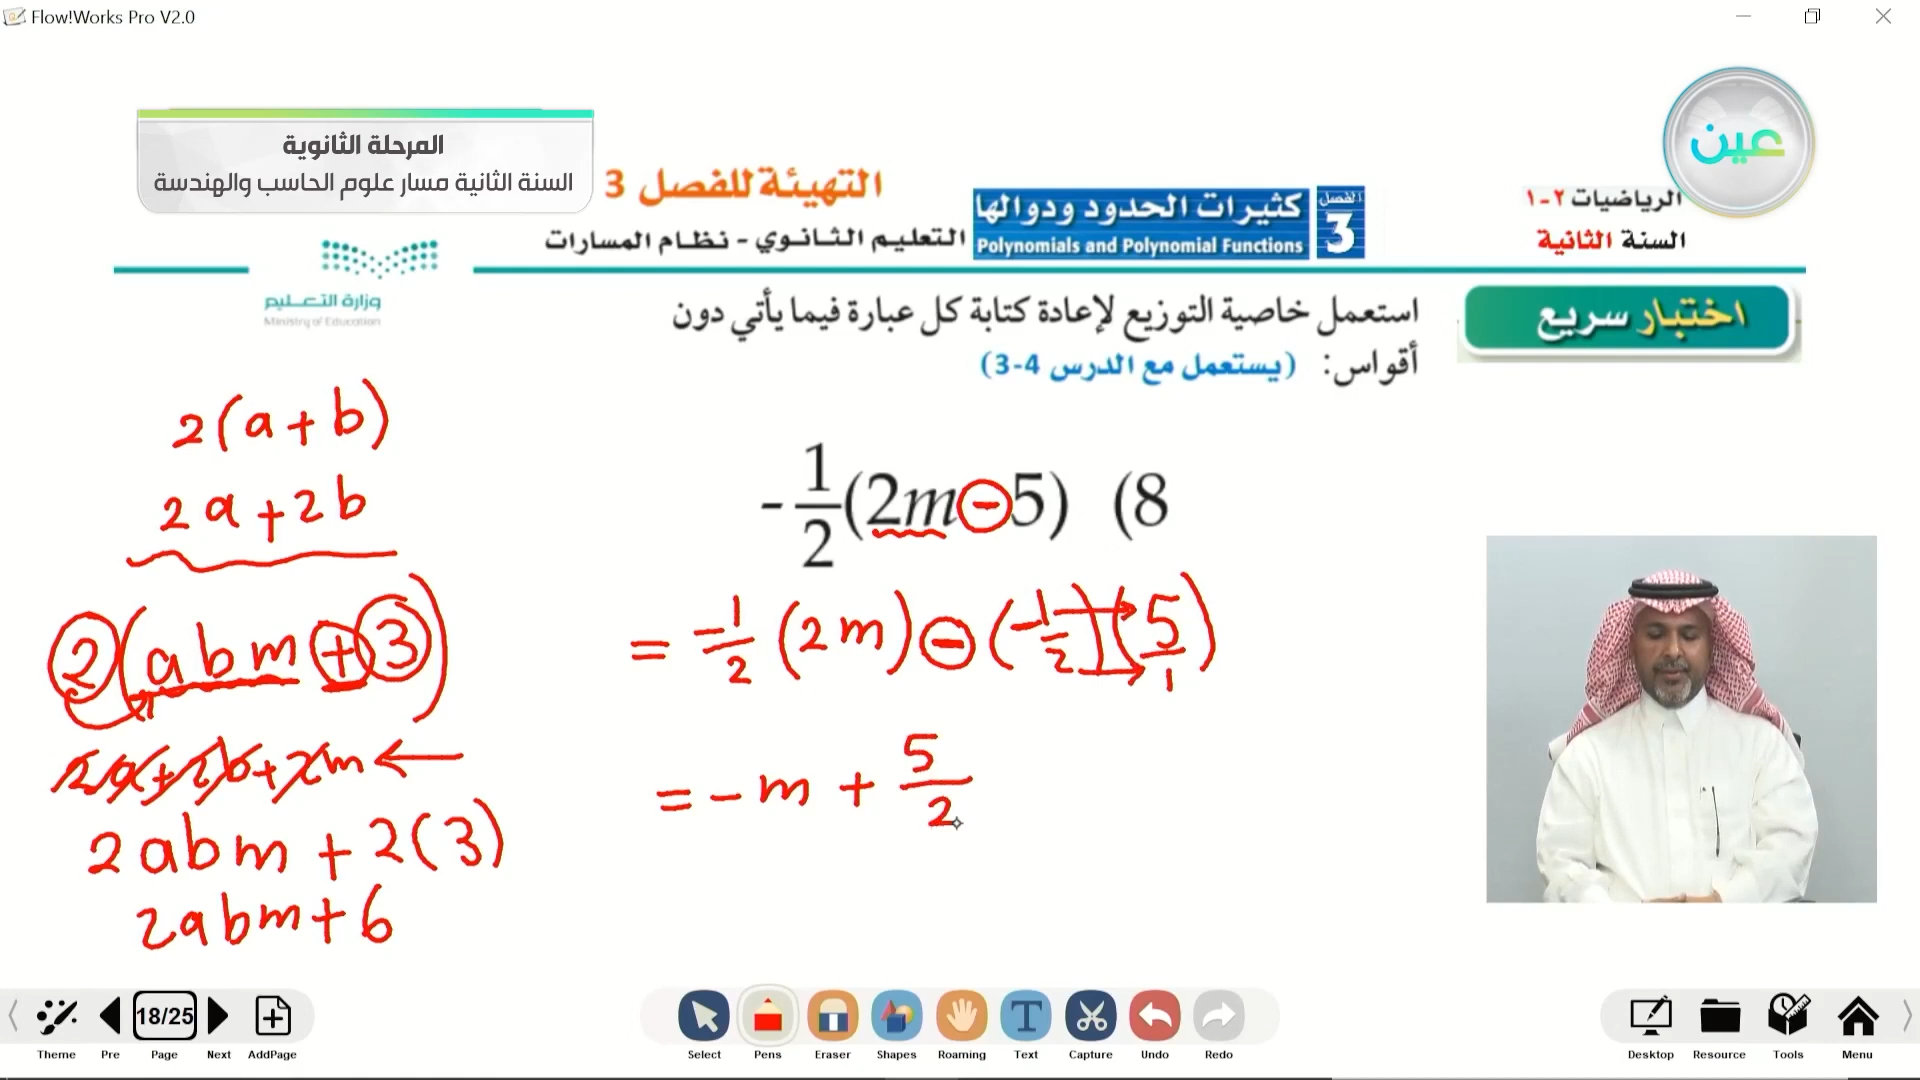 Flow!Works Pro V2.0
عين
المرحلة الثانوية
السنة الثانية مسار علوم الحاسب والهندسة
الرياضيات ٢-١
السنة الثانية
الفصل 3
كثيرات الحدود ودوالها
Polynomials and Polynomial Functions
التهيئة للفصل 3
التعليم الثانوي - نظام المسارات
وزارة التعليم
Ministry of Education
اختبار سريع
استعمل خاصية التوزيع لإعادة كتابة كل عبارة فيما يأتي دون
أقواس: (يستعمل مع الدرس 4-3)
(8 -1/2(2m-5)
= -1/2 (2m) - (-1/2)(5/1)
= -m + 5/2
2(a+b)
2a+2b
2(abm+3)
2a+2b+2m ←
2abm + 2(3)
2abm+6
Theme
Pre
18/25
Page
Next
AddPage
Select
Pens
Eraser
Shapes
Roaming
T
Text
Capture
Undo
Redo
Desktop
Resource
Tools
Menu